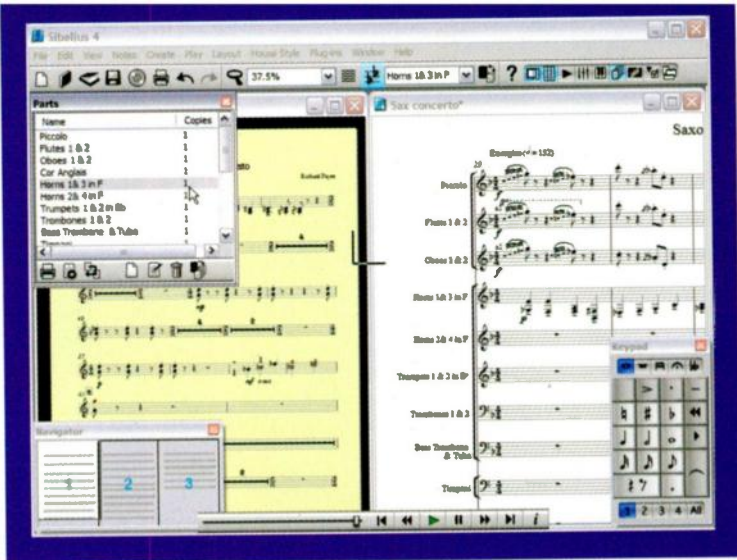 Sibelius 4
File Edit View Notes Create Play Layout House Style Plug-ins Window Help
37.5%
Horns 1& 3 in F
?
Parts
Name Copies
Piccolo 1
Flutes 1 & 2 1
Oboes 1 & 2 1
Cor Anglais 1
Horns 1& 3 in F 1
Horns 2& 4 in F 1
Trumpets 1 & 2 in Bb 1
Trombones 1 & 2 1
Bass Trombone & Tuba 1
Timpani
Sax concerto*
Saxo
Energico (♩ = 152)
Piccolo
Flutes 1 & 2
Oboes 1 & 2
Horns 1& 3 in F
Horns 2& 4 in F
Trumpets 1 & 2 in B♭
Trombones 1 & 2
Bass Trombone
& Tuba
Timpani
Keypad
1 2 3 4 All
Navigator
1 2 3
i